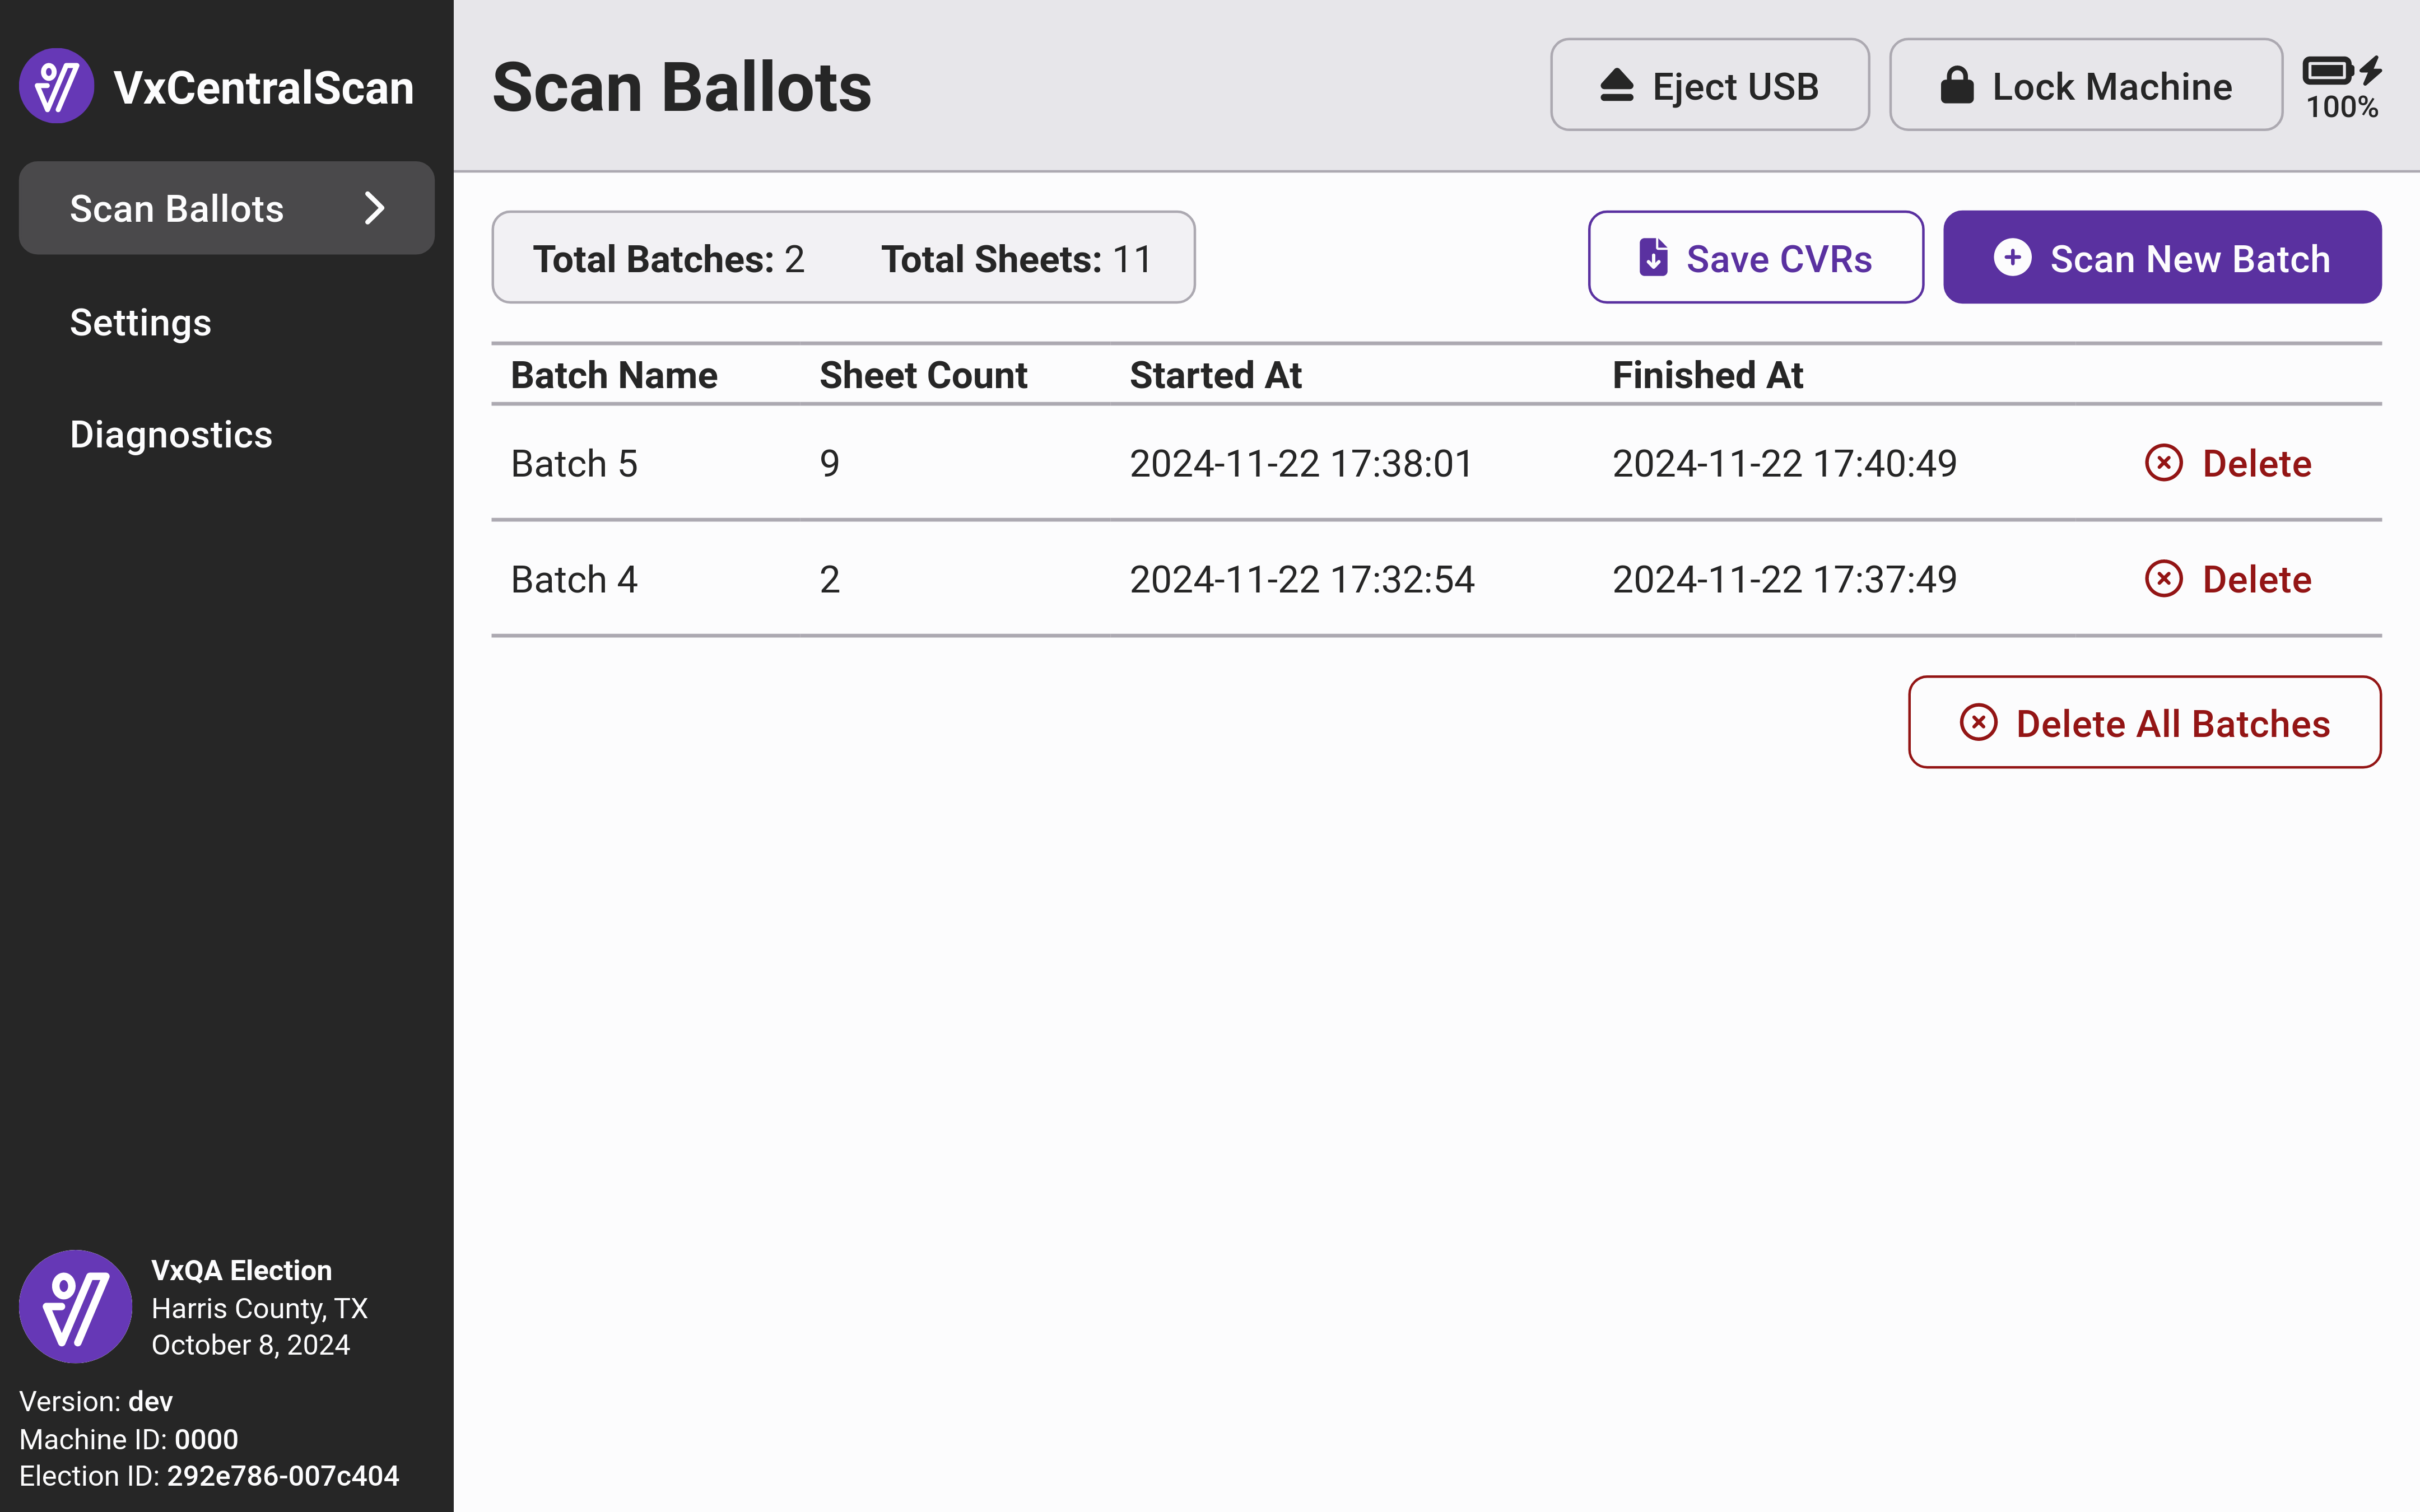 VxCentralScan
Scan Ballots
Settings
Diagnostics
VxQA Election
Harris County, TX
October 8, 2024
Version: dev
Machine ID: 0000
Election ID: 292e786-007c404
Scan Ballots
Eject USB
Lock Machine
100%
Total Batches: 2 Total Sheets: 11
Save CVRs
Scan New Batch
Batch Name Sheet Count Started At Finished At
Batch 5 9 2024-11-22 17:38:01 2024-11-22 17:40:49 Delete
Batch 4 2 2024-11-22 17:32:54 2024-11-22 17:37:49 Delete
Delete All Batches